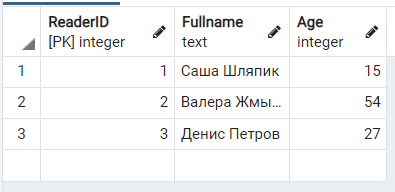 ReaderID Fullname Age
[PK] integer text integer
1 1 Саша Шляпик 15
2 2 Валера Жмы... 54
3 3 Денис Петров 27